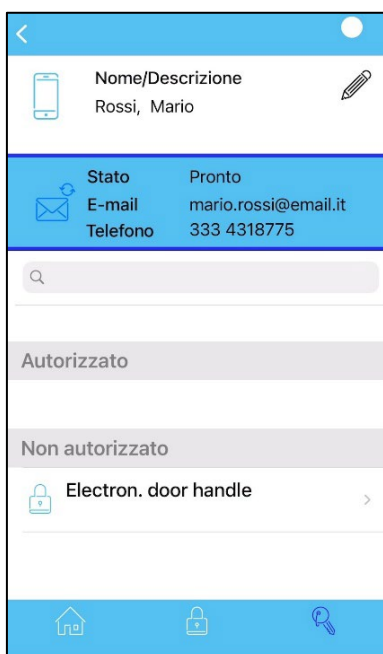 Nome/Descrizione
Rossi, Mario
Stato Pronto
E-mail mario.rossi@email.it
Telefono 333 4318775
Autorizzato
Non autorizzato
Electron. door handle